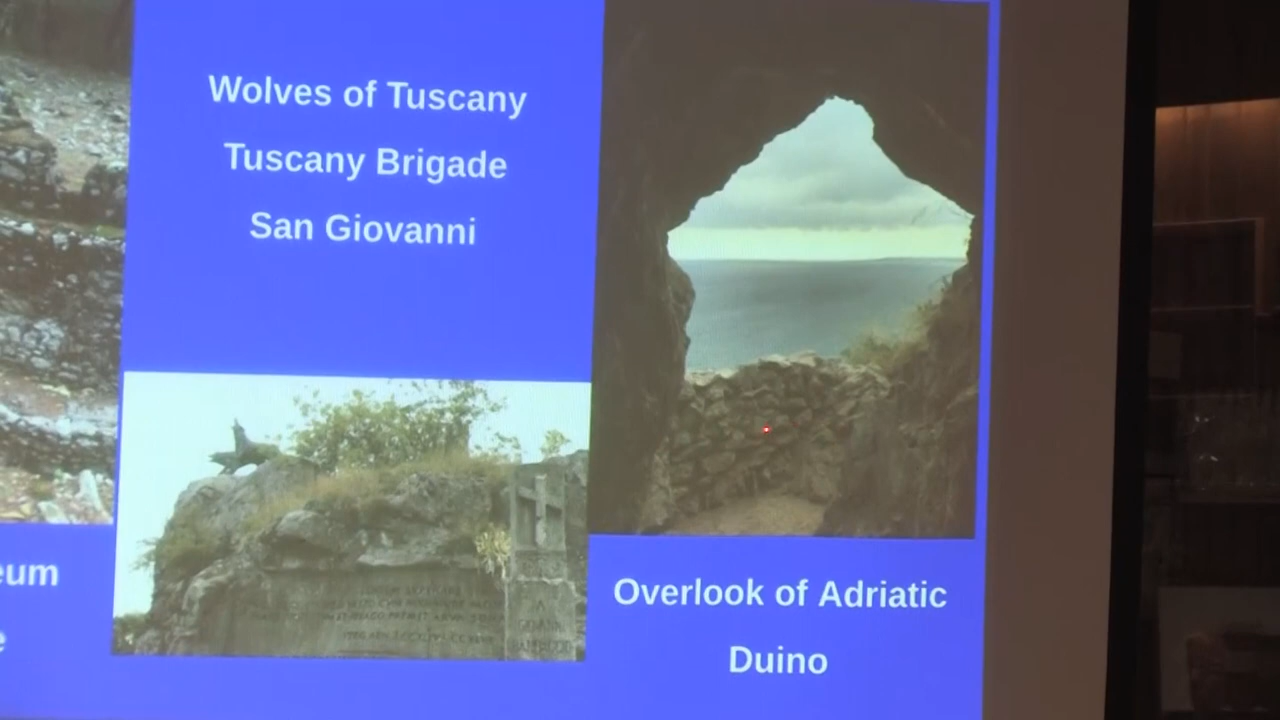 Wolves of Tuscany
Tuscany Brigade
San Giovanni
eum
e
Overlook of Adriatic
Duino